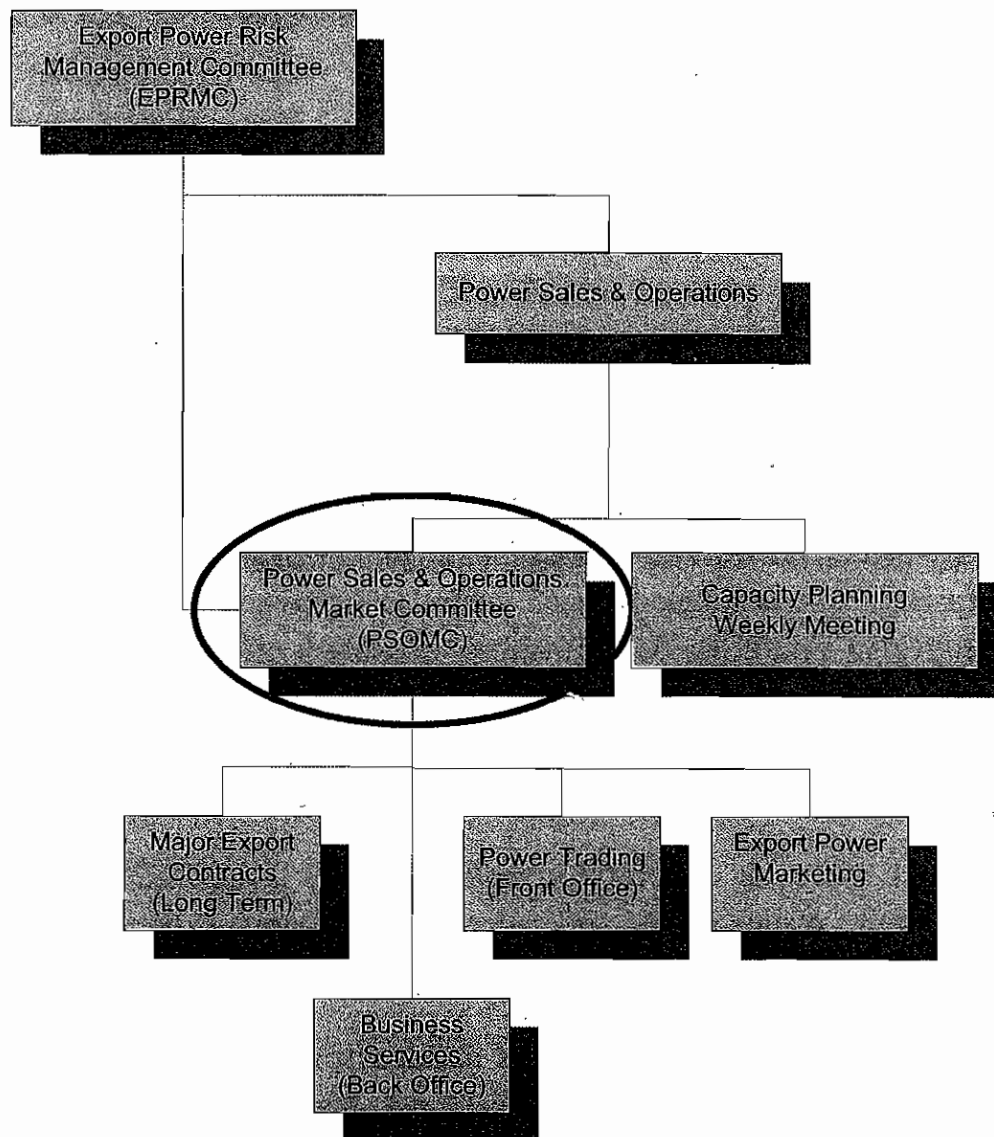 Export Power Risk
Management Committee
(EPRMC)
Power Sales & Operations
Power Sales & Operations
Market Committee
(PSOMC)
Capacity Planning
Weekly Meeting
Major Export
Contracts
(Long Term)
Power Trading
(Front Office)
Export Power
Marketing
Business
Services
(Back Office)